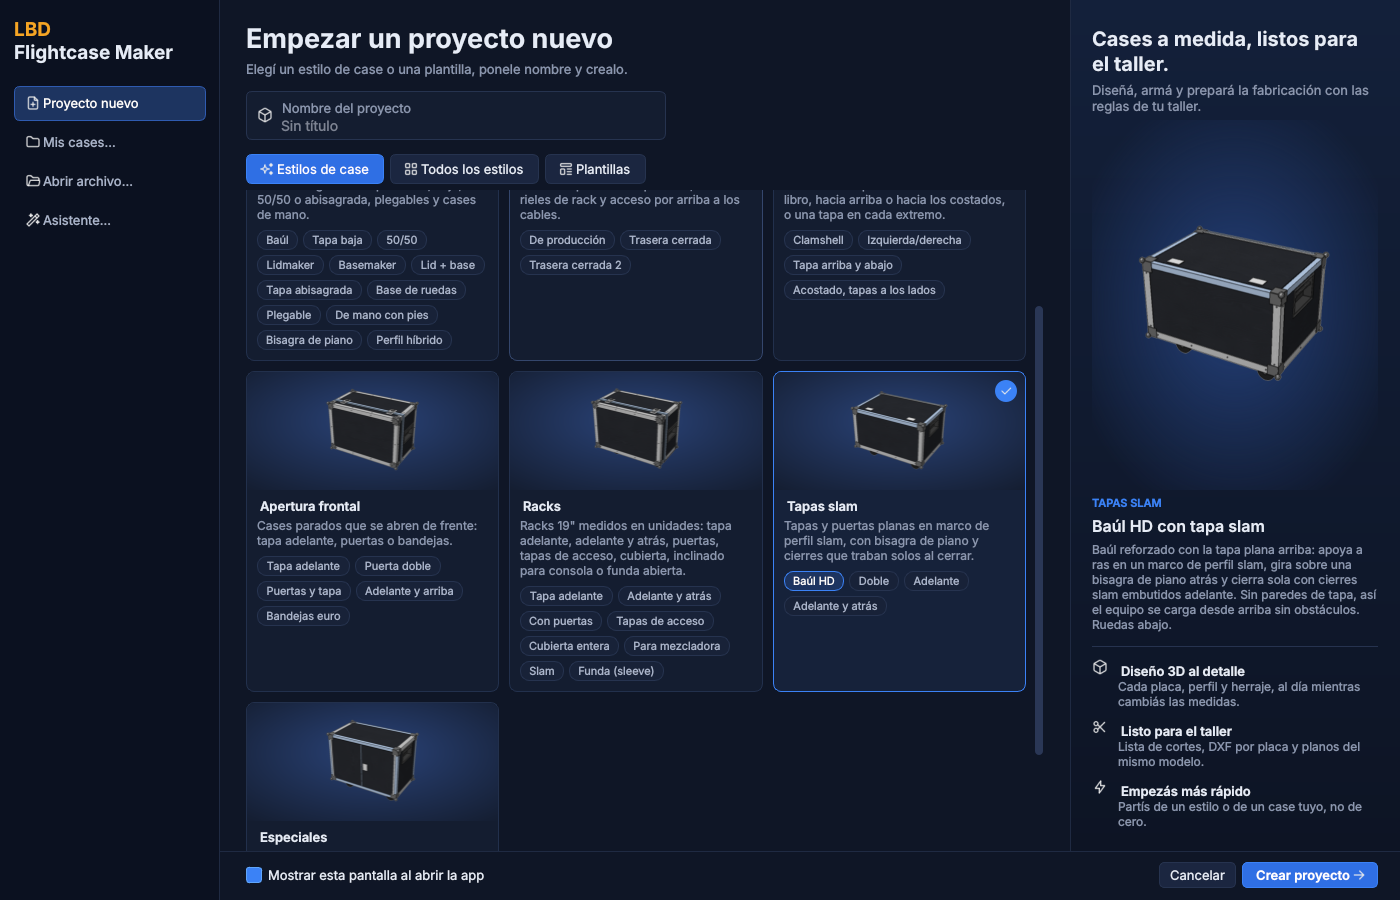 LBD
Flightcase Maker
Proyecto nuevo
Mis cases...
Abrir archivo...
Asistente...
Empezar un proyecto nuevo
Elegí un estilo de case o una plantilla, ponele nombre y crealo.
Nombre del proyecto
Sin título
Estilos de case
Todos los estilos
Plantillas
50/50 o abisagrada, plegables y cases
de mano.
Baúl
Tapa baja
50/50
Lidmaker
Basemaker
Lid + base
Tapa abisagrada
Base de ruedas
Plegable
De mano con pies
Bisagra de piano
Perfil híbrido
rieles de rack y acceso por arriba a los
cables.
De producción
Trasera cerrada
Trasera cerrada 2
libro, hacia arriba o hacia los costados,
o una tapa en cada extremo.
Clamshell
Izquierda/derecha
Tapa arriba y abajo
Acostado, tapas a los lados
Apertura frontal
Cases parados que se abren de frente:
tapa adelante, puertas o bandejas.
Tapa adelante
Puerta doble
Puertas y tapa
Adelante y arriba
Bandejas euro
Racks
Racks 19" medidos en unidades: tapa
adelante, adelante y atrás, puertas,
tapas de acceso, cubierta, inclinado
para consola o funda abierta.
Tapa adelante
Adelante y atrás
Con puertas
Tapas de acceso
Cubierta entera
Para mezcladora
Slam
Funda (sleeve)
Tapas slam
Tapas y puertas planas en marco de
perfil slam, con bisagra de piano y
cierres que traban solos al cerrar.
Baúl HD
Doble
Adelante
Adelante y atrás
Especiales
Mostrar esta pantalla al abrir la app
Cases a medida, listos para
el taller.
Diseñá, armá y prepará la fabricación con las
reglas de tu taller.
TAPAS SLAM
Baúl HD con tapa slam
Baúl reforzado con la tapa plana arriba: apoya a
ras en un marco de perfil slam, gira sobre una
bisagra de piano atrás y cierra sola con cierres
slam embutidos adelante. Sin paredes de tapa, así
el equipo se carga desde arriba sin obstáculos.
Ruedas abajo.
Diseño 3D al detalle
Cada placa, perfil y herraje, al día mientras
cambiás las medidas.
Listo para el taller
Lista de cortes, DXF por placa y planos del
mismo modelo.
Empezás más rápido
Partís de un estilo o de un case tuyo, no de
cero.
Cancelar
Crear proyecto